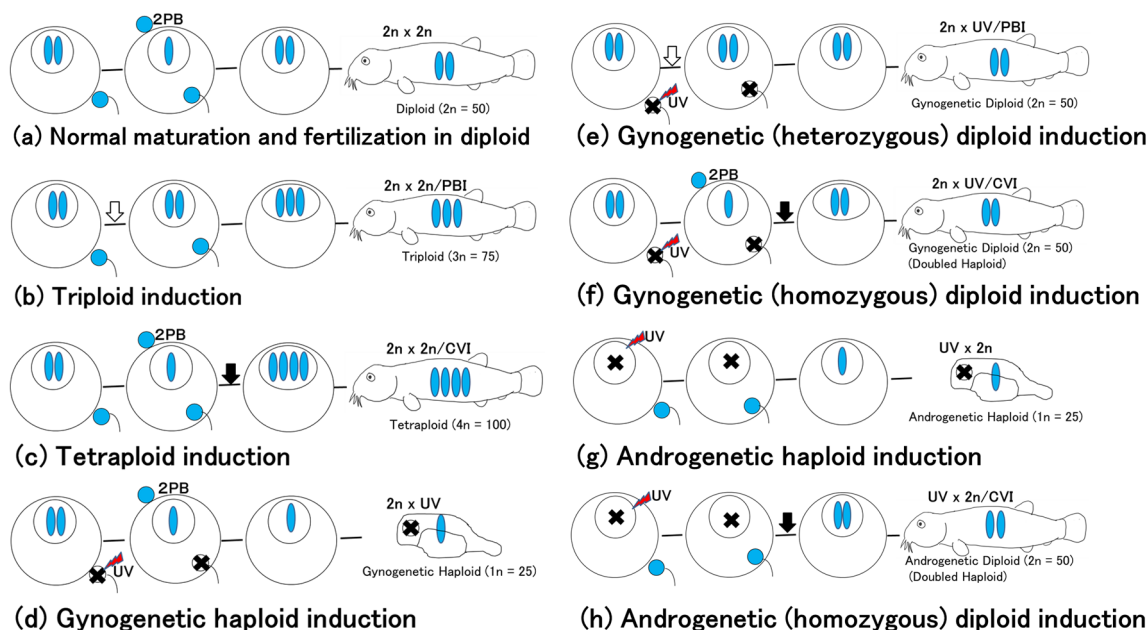 2PB
2n x 2n
Diploid (2n = 50)
(a) Normal maturation and fertilization in diploid
2n x 2n/PBI
Triploid (3n = 75)
(b) Triploid induction
2PB
2n x 2n/CVI
Tetraploid (4n = 100)
(c) Tetraploid induction
2PB
2n x UV
UV
Gynogenetic Haploid (1n = 25)
(d) Gynogenetic haploid induction
2n x UV/PBI
UV
Gynogenetic Diploid (2n = 50)
(e) Gynogenetic (heterozygous) diploid induction
2PB
2n x UV/CVI
UV
Gynogenetic Diploid (2n = 50)
(Doubled Haploid)
(f) Gynogenetic (homozygous) diploid induction
UV
UV x 2n
Androgenetic Haploid (1n = 25)
(g) Androgenetic haploid induction
UV
UV x 2n/CVI
Androgenetic Diploid (2n = 50)
(Doubled Haploid)
(h) Androgenetic (homozygous) diploid induction